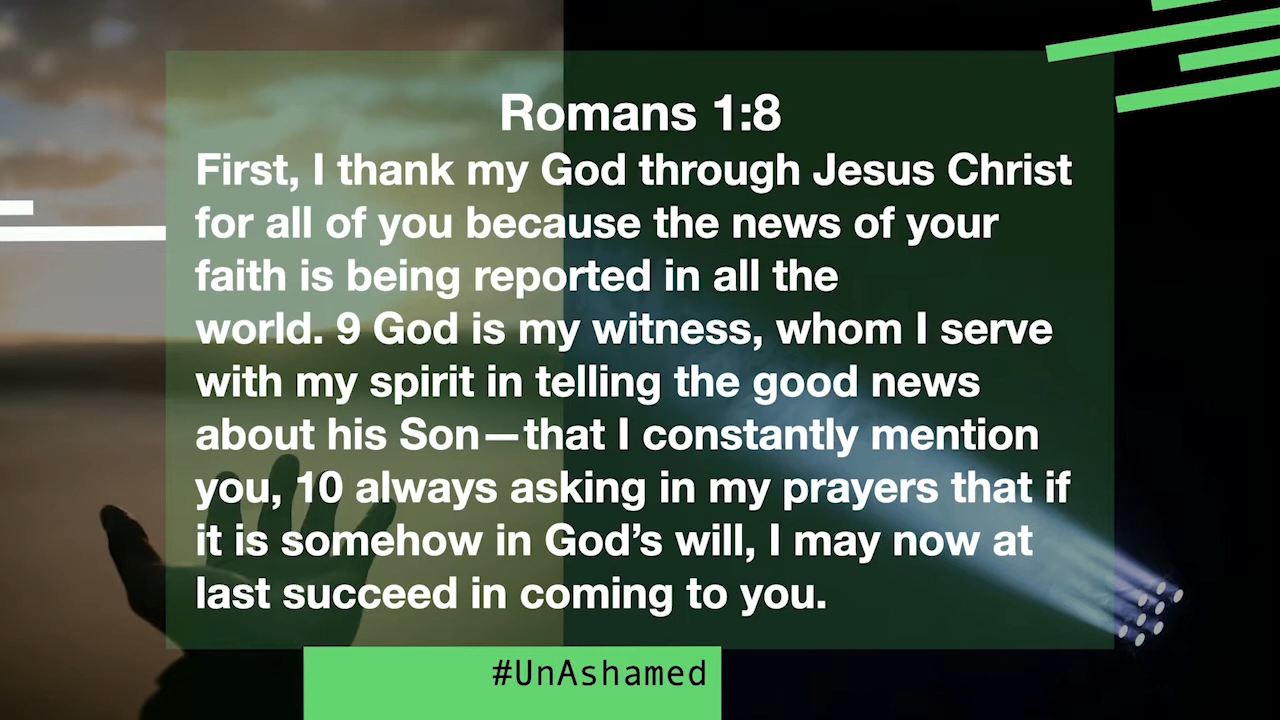 Romans 1:8
First, I thank my God through Jesus Christ
for all of you because the news of your
faith is being reported in all the
world. 9 God is my witness, whom I serve
with my spirit in telling the good news
about his Son—that I constantly mention
you, 10 always asking in my prayers that if
it is somehow in God’s will, I may now at
last succeed in coming to you.
#UnAshamed